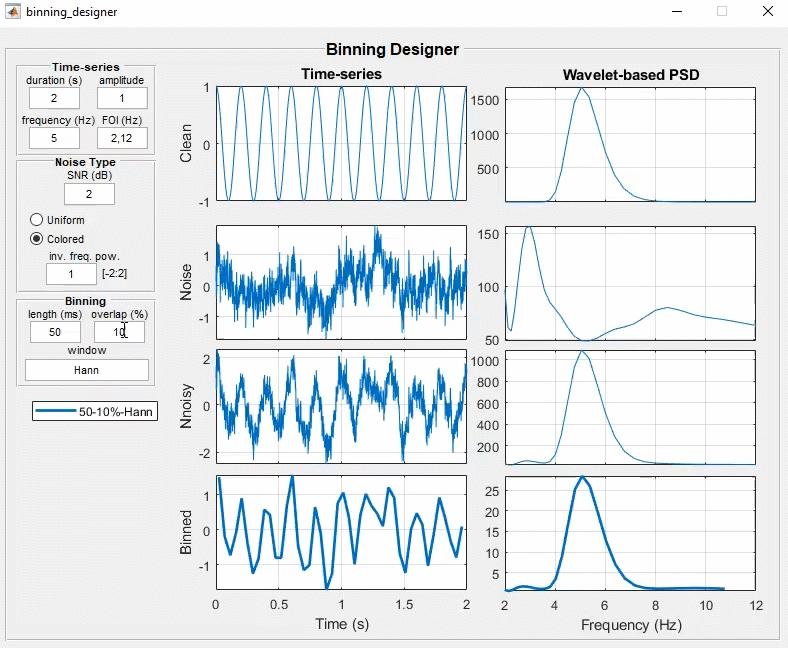 binning_designer
Binning Designer
Time-series
duration (s) amplitude
2 1
frequency (Hz) FOI (Hz)
5 2,12
Noise Type
SNR (dB)
2
Uniform
Colored
inv. freq. pow.
1 [-2:2]
Binning
length (ms) overlap (%)
50 10
window
Hann
50-10%-Hann
Time-series
Clean
1
0
-1
Noise
1
0
-1
Nnoisy
2
0
-2
Binned
1
0
-1
0 0.5 1 1.5 2
Time (s)
Wavelet-based PSD
1500
1000
500
150
100
50
1000
800
600
400
200
25
20
15
10
5
2 4 6 8 10 12
Frequency (Hz)